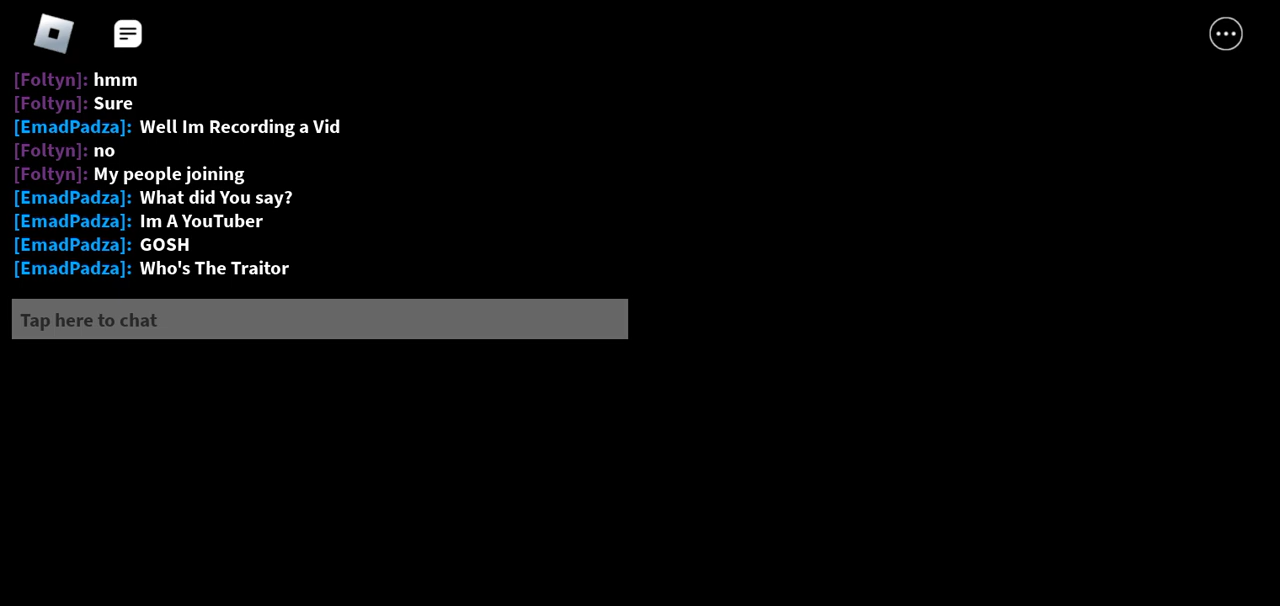 [Foltyn]: hmm
[Foltyn]: Sure
[EmadPadza]: Well Im Recording a Vid
[Foltyn]: no
[Foltyn]: My people joining
[EmadPadza]: What did You say?
[EmadPadza]: Im A YouTuber
[EmadPadza]: GOSH
[EmadPadza]: Who's The Traitor
Tap here to chat